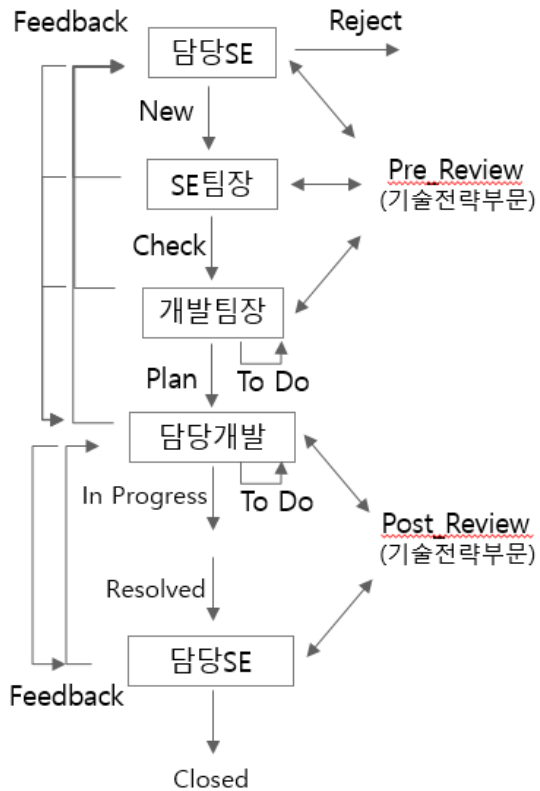 Feedback
Reject
담당SE
New
Pre_Review
(기술전략부문)
SE팀장
Check
개발팀장
Plan
To Do
담당개발
In Progress
To Do
Post_Review
(기술전략부문)
Resolved
담당SE
Feedback
Closed